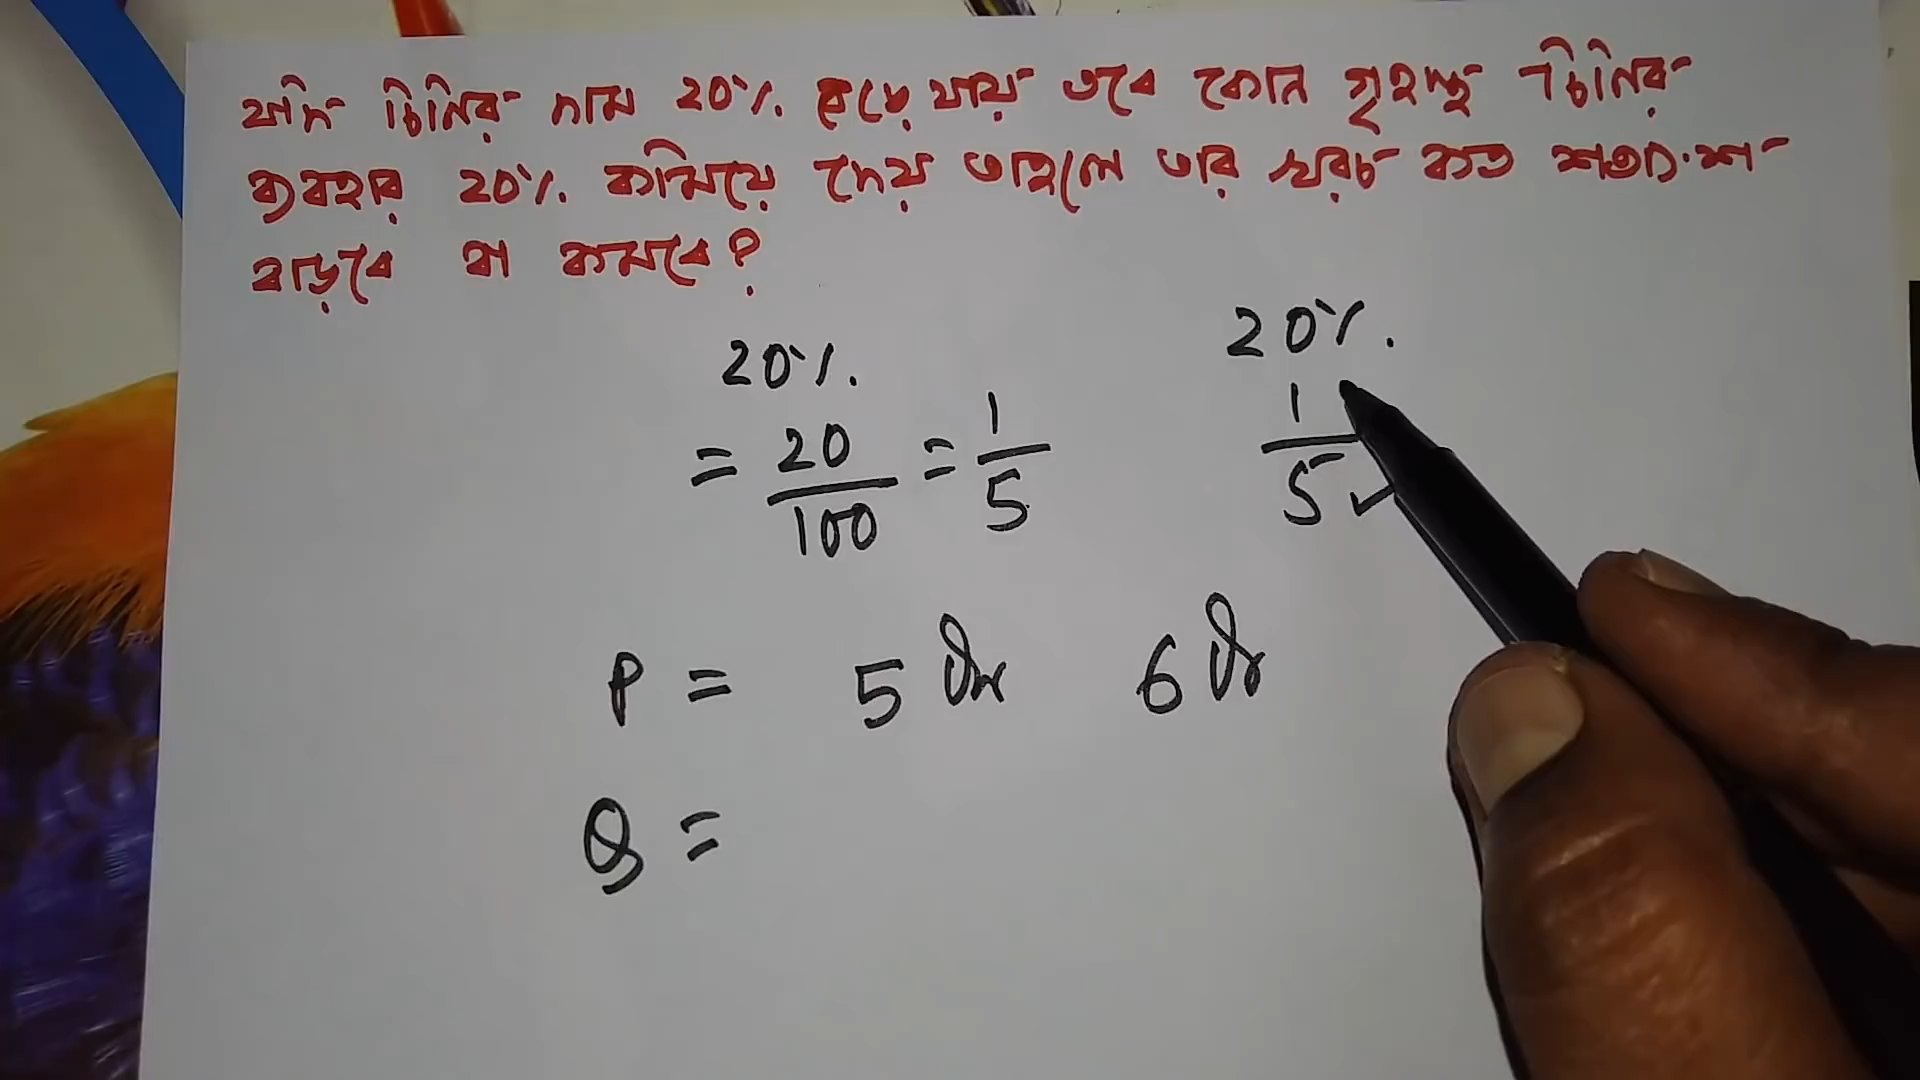 যদি চিনির দাম 20% বেড়ে যায় তবে কোন গৃহস্থ চিনির
ব্যবহার 20% কমিয়ে দেয় তাহলে তার খরচ কত শতাংশ
বাড়বে বা কমবে?
20%. 20%.
= 20/100 = 1/5 1/5 ✓
P = 5 6
Q =